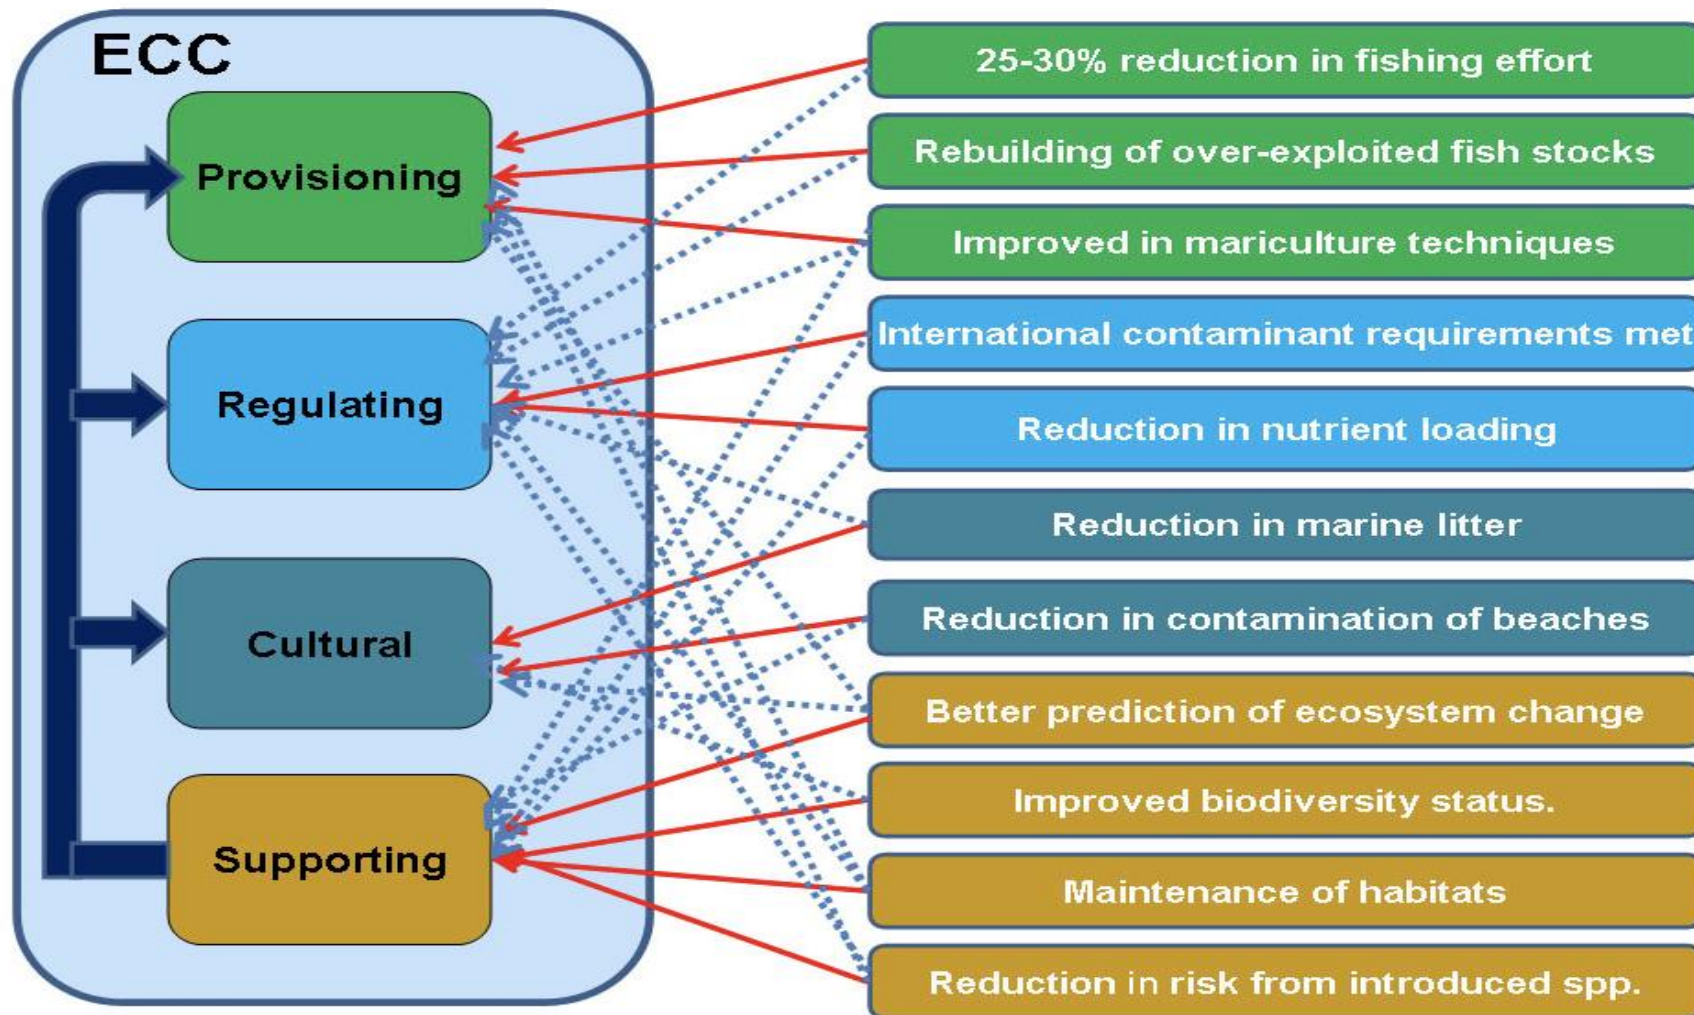 ECC
Provisioning
Regulating
Cultural
Supporting
25-30% reduction in fishing effort
Rebuilding of over-exploited fish stocks
Improved in mariculture techniques
International contaminant requirements met
Reduction in nutrient loading
Reduction in marine litter
Reduction in contamination of beaches
Better prediction of ecosystem change
Improved biodiversity status.
Maintenance of habitats
Reduction in risk from introduced spp.